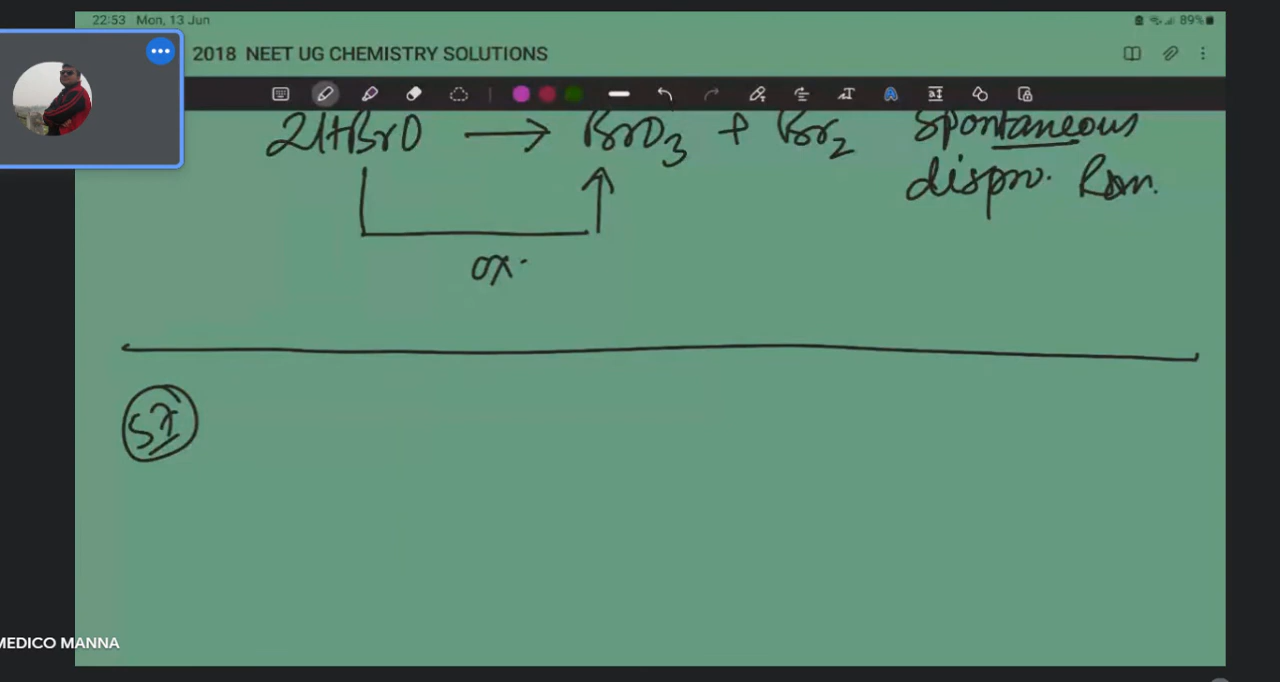 22:53 Mon, 13 Jun
89%
2018 NEET UG CHEMISTRY SOLUTIONS
2HBrO → BrO3 + Br2 Spontaneous
dispro. Rxn.
ox.
57
MEDICO MANNA